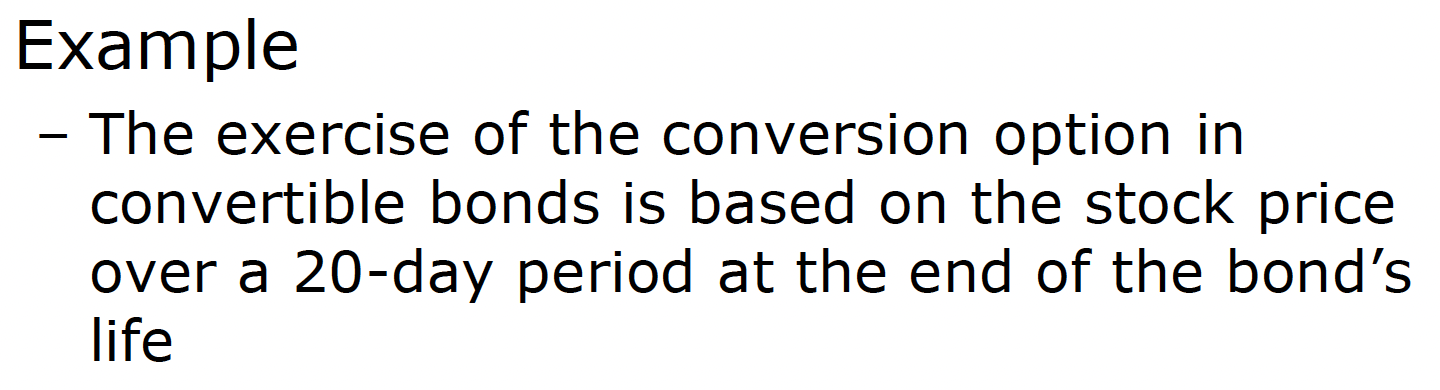 Example
– The exercise of the conversion option in
convertible bonds is based on the stock price
over a 20-day period at the end of the bond’s
life